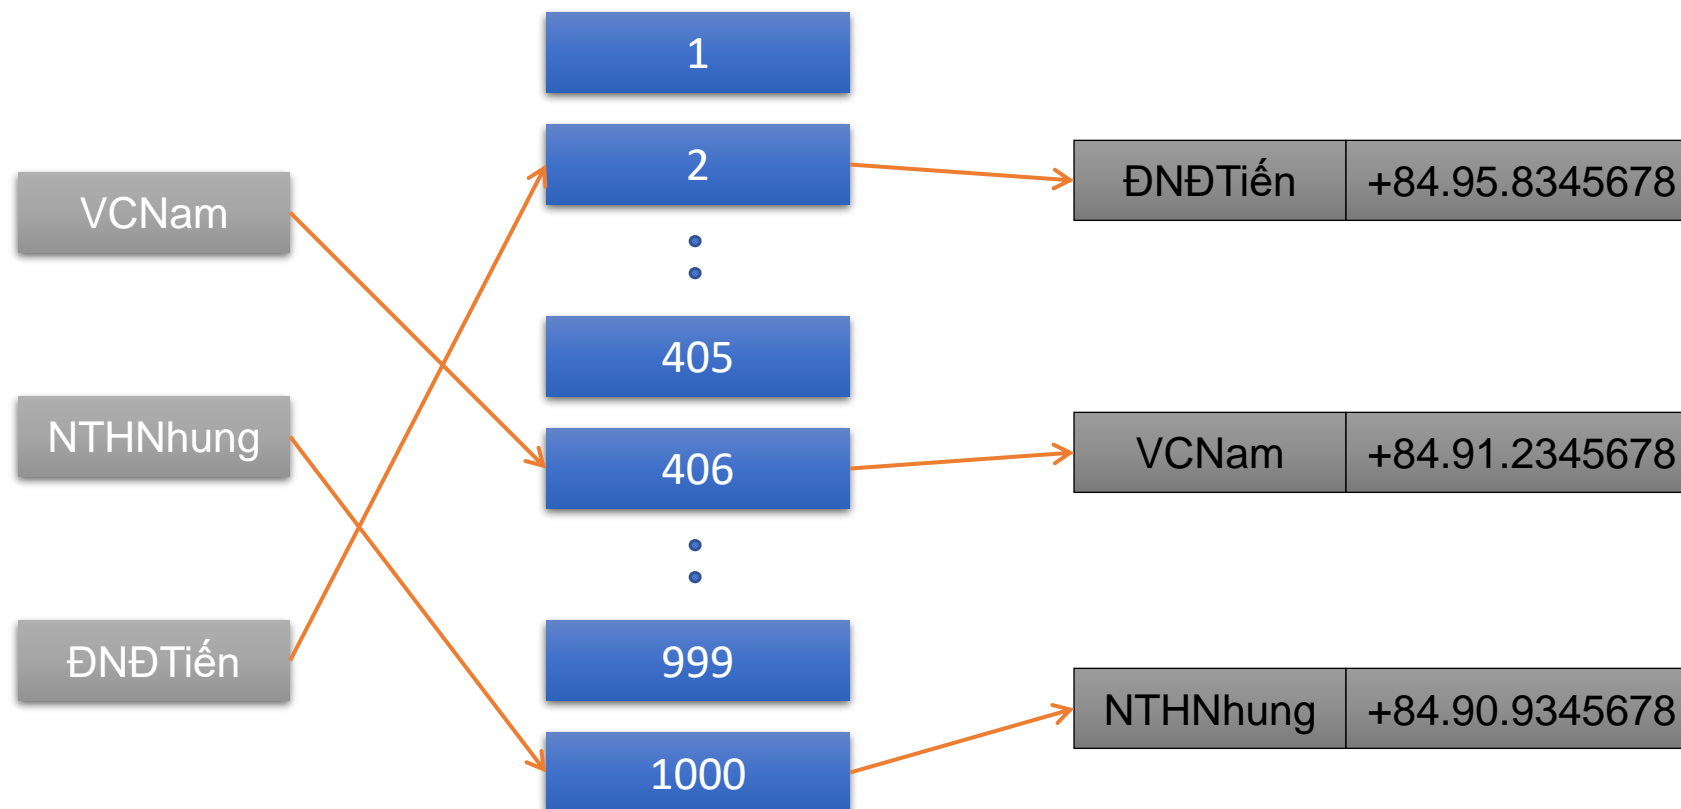 VCNam
NTHNhung
ĐNĐTiến
1
2
405
406
999
1000
ĐNĐTiến +84.95.8345678
VCNam +84.91.2345678
NTHNhung +84.90.9345678